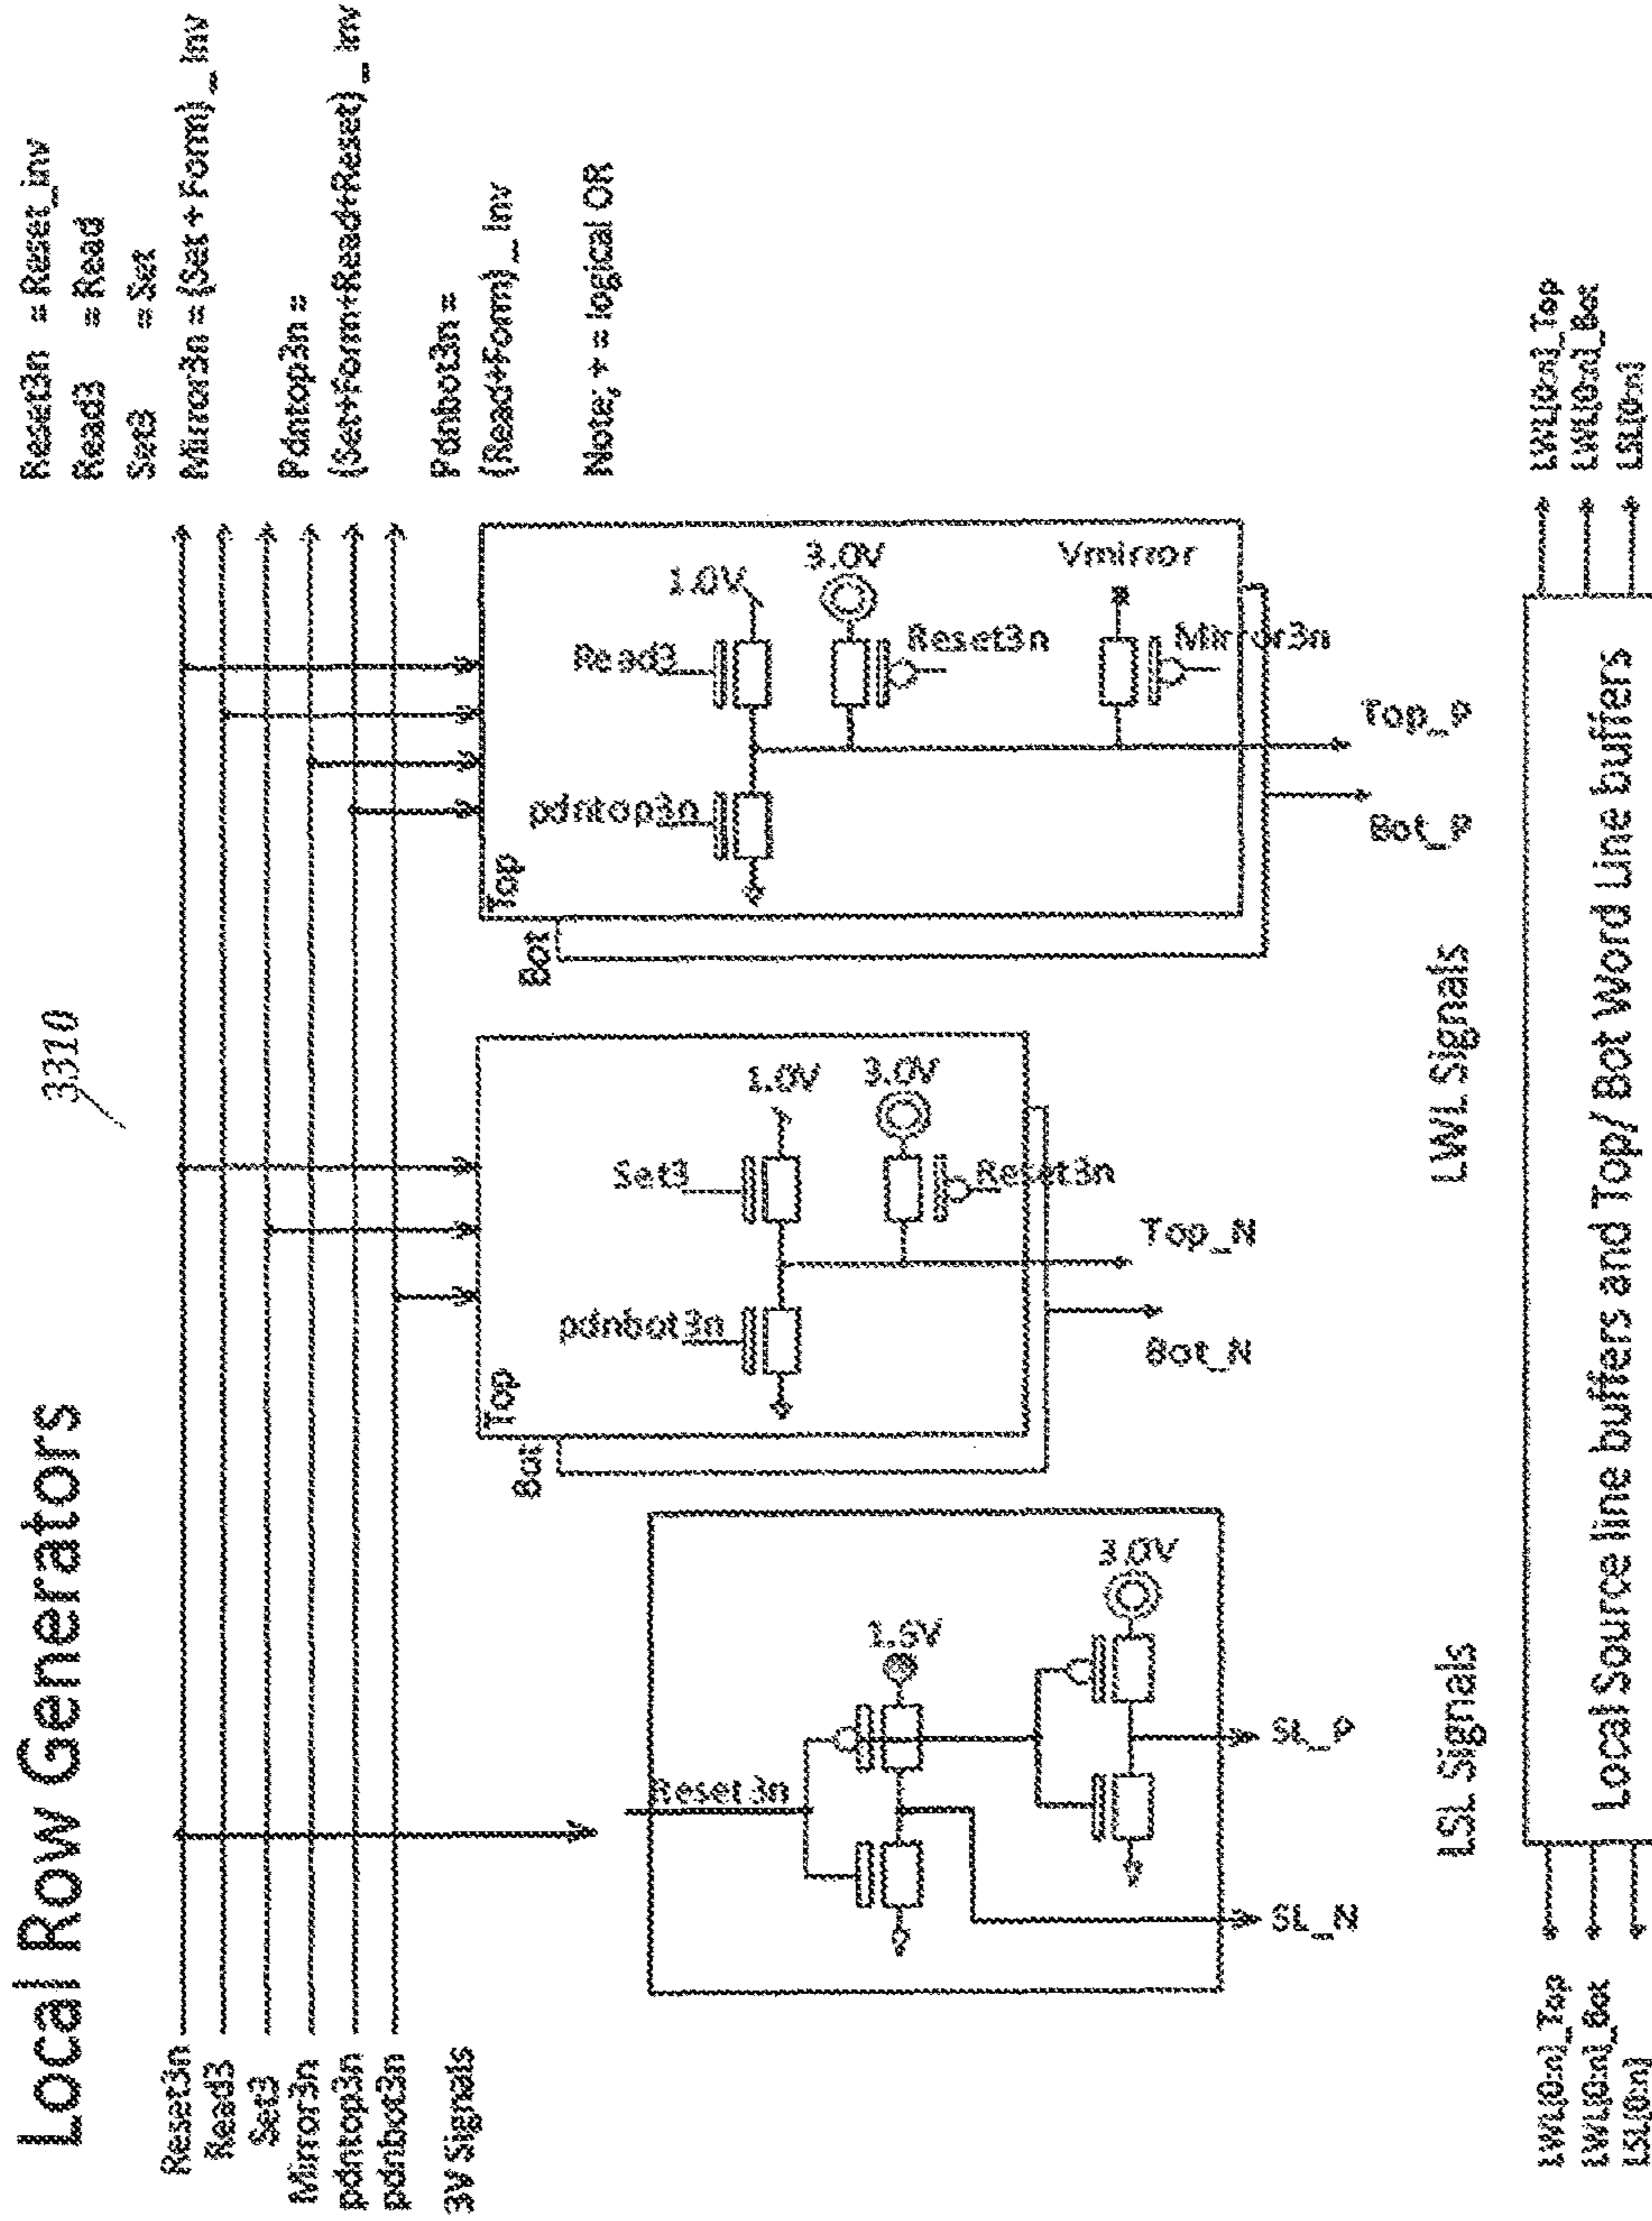 Local Row Generators
3310
Reset3n = Reset_inv
Read3 = Read
Set3 = Set
Mirror3n = (Set + Form)_Inv
Pdntop3n =
(Set+Form+Read+Reset)_Inv
Pdnbot3n =
(Read+Form)_Inv
Note; + = logical OR
Reset3n
Read3
Set3
Mirror3n
pdntop3n
pdnbot3n
3V Signals
Reset3n
3.0V
SL_N
SL_P
LSL Signals
Bot
Top
pdnbot3n
Set3
1.0V
3.0V
Reset3n
Top_N
Bot_N
Bot
Top
pdntop3n
Read3
1.0V
3.0V
Reset3n
Vmirror
Mirror3n
Top_P
Bot_P
LWL Signals
LWL[0:n]_Top
LWL[0:n]_Bot
LSL[0:n]
Local Source line buffers and Top/ Bot Word Line buffers
LWL[0:n]_Top
LWL[0:n]_Bot
LSL[0:n]